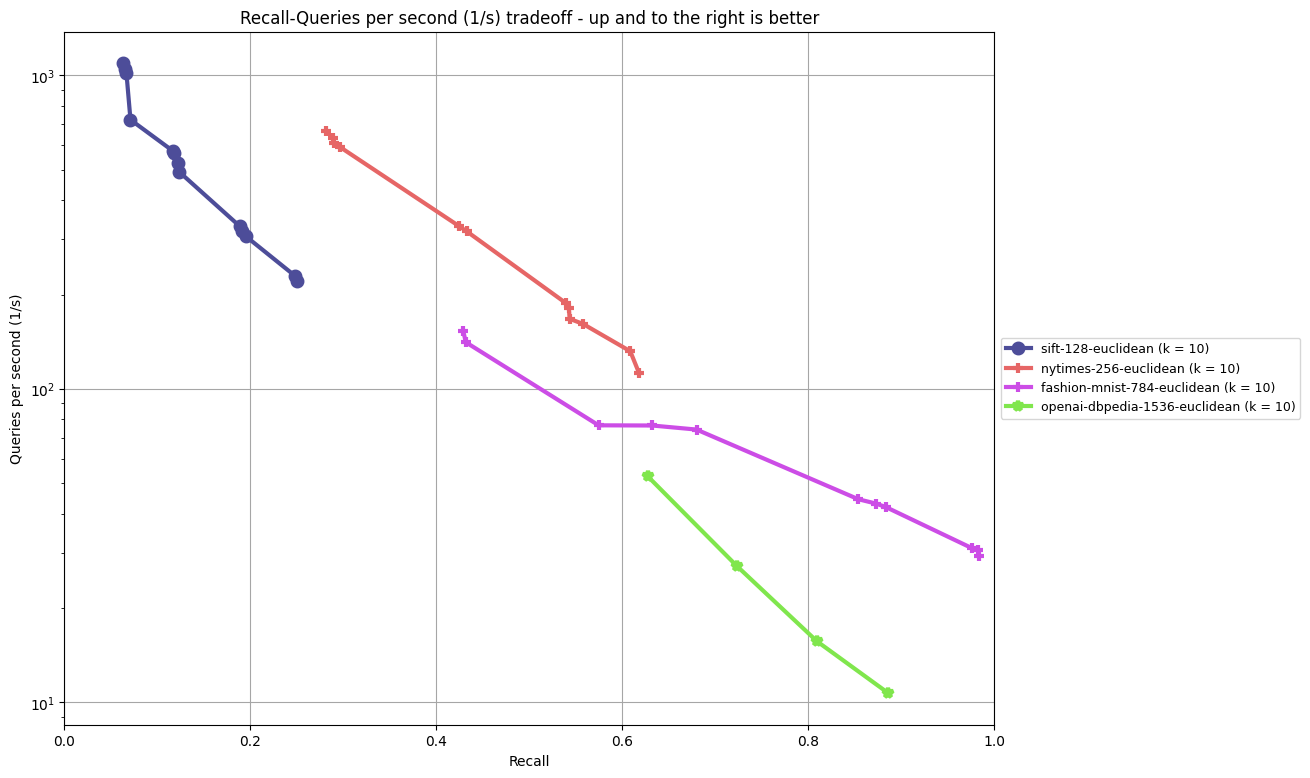 Recall-Queries per second (1/s) tradeoff - up and to the right is better
Queries per second (1/s)
10³
10²
10¹
0.0 0.2 0.4 0.6 0.8 1.0
Recall
sift-128-euclidean (k = 10)
nytimes-256-euclidean (k = 10)
fashion-mnist-784-euclidean (k = 10)
openai-dbpedia-1536-euclidean (k = 10)